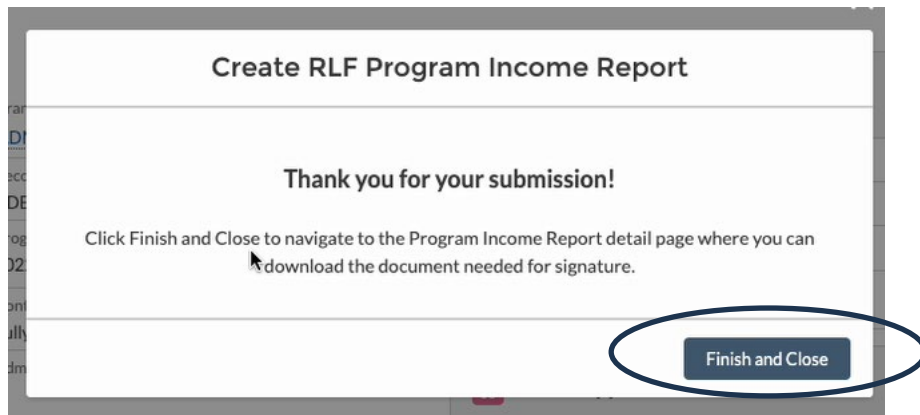 Create RLF Program Income Report
Thank you for your submission!
Click Finish and Close to navigate to the Program Income Report detail page where you can
download the document needed for signature.
Finish and Close